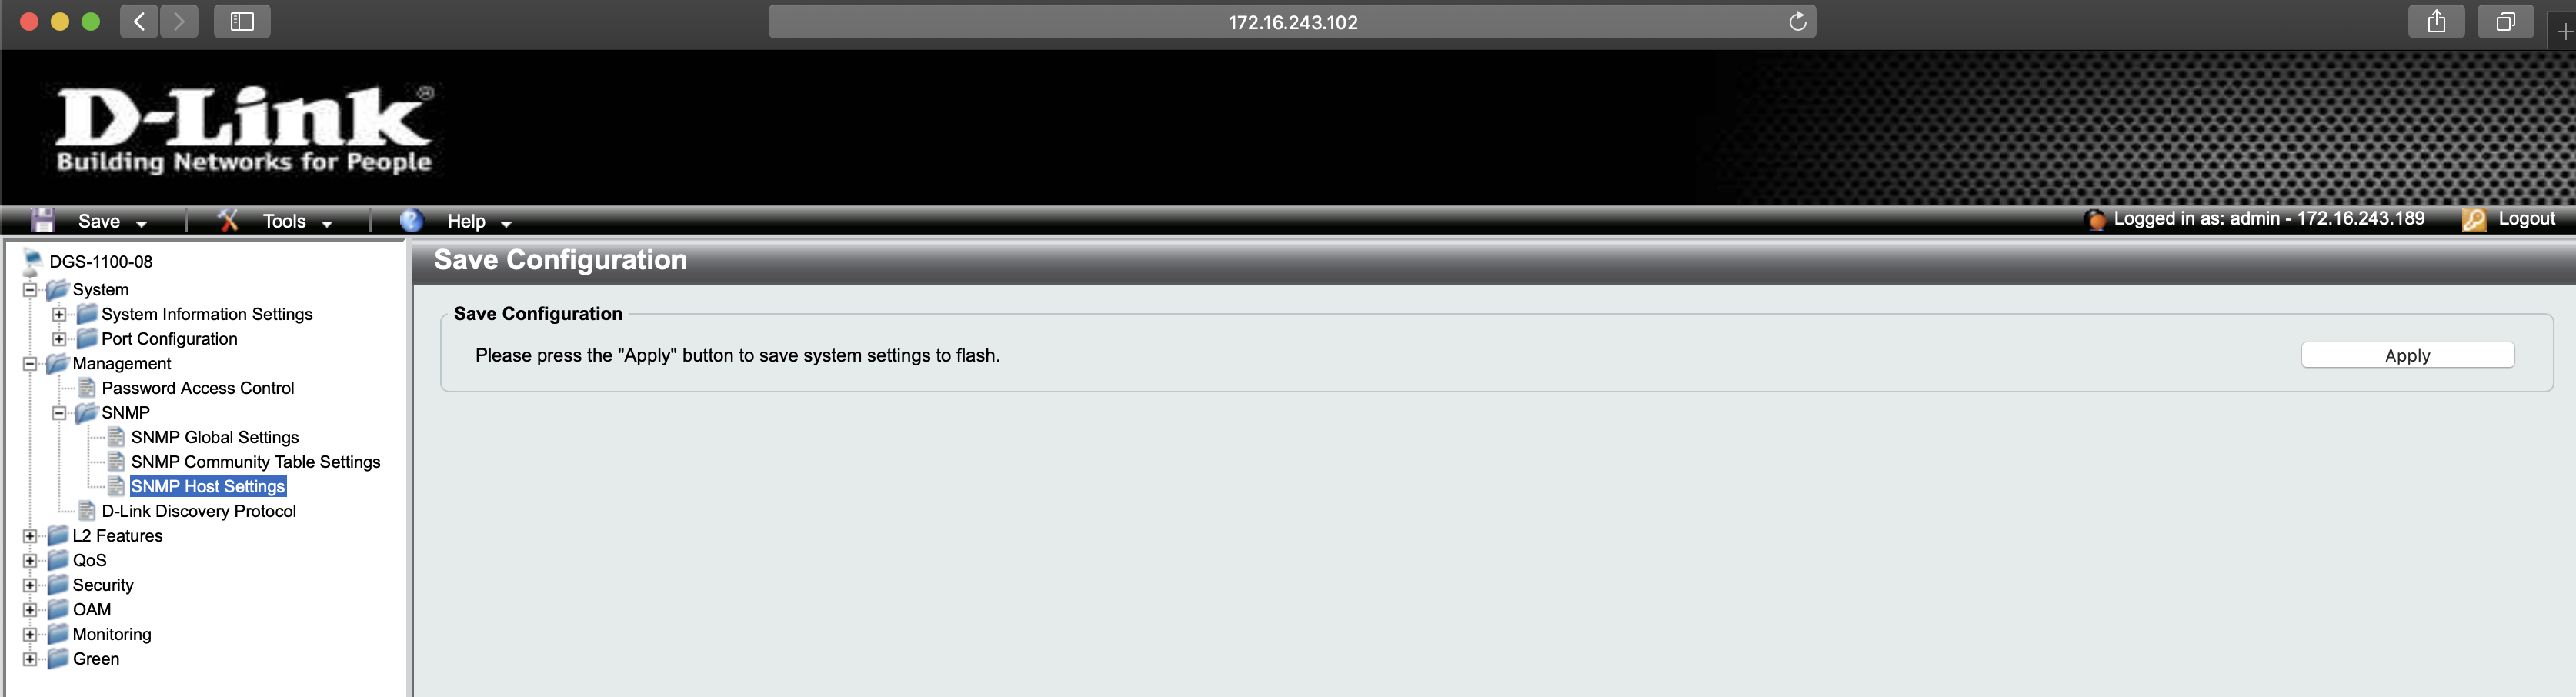 172.16.243.102
D-Link®
Building Networks for People
Save Tools Help Logged in as: admin - 172.16.243.189 Logout
DGS-1100-08
System
System Information Settings
Port Configuration
Management
Password Access Control
SNMP
SNMP Global Settings
SNMP Community Table Settings
SNMP Host Settings
D-Link Discovery Protocol
L2 Features
QoS
Security
OAM
Monitoring
Green
Save Configuration
Save Configuration
Please press the "Apply" button to save system settings to flash. Apply